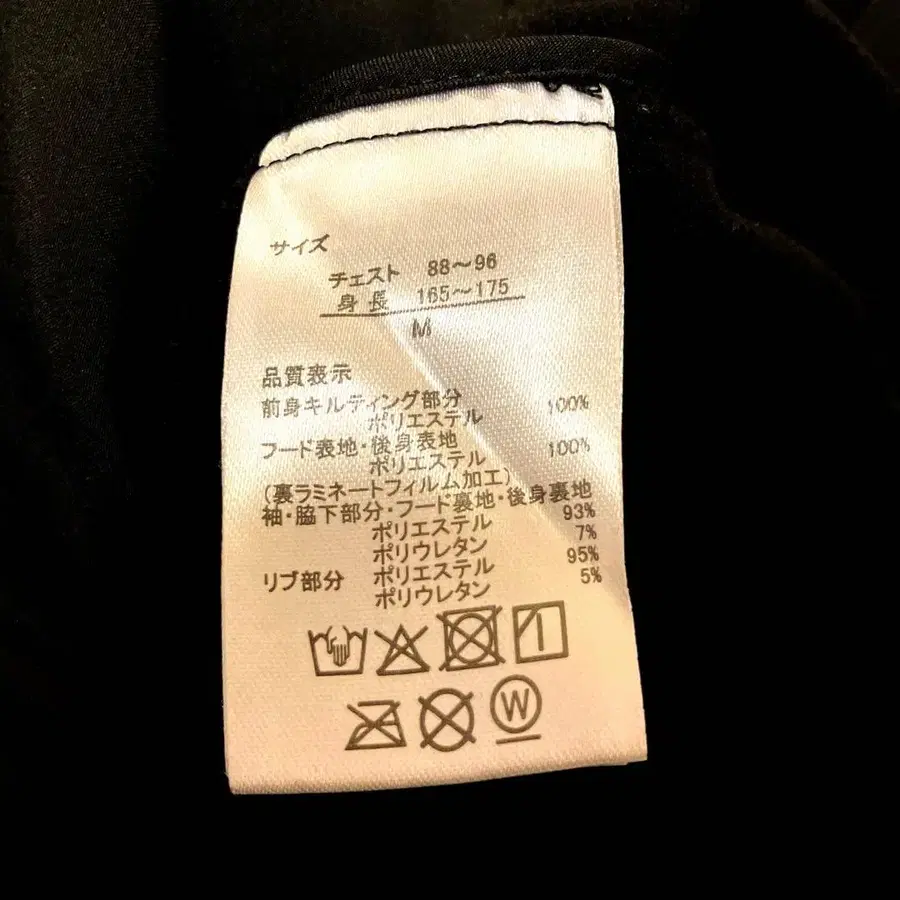 サイズ
チェスト 88～96
身長 165～175
M
品質表示
前身キルティング部分
ポリエステル 100%
フード表地・後身表地
ポリエステル 100%
(裏ラミネートフィルム加工)
袖・脇下部分・フード裏地・後身裏地
ポリエステル 93%
ポリウレタン 7%
リブ部分 ポリエステル 95%
ポリウレタン 5%
W